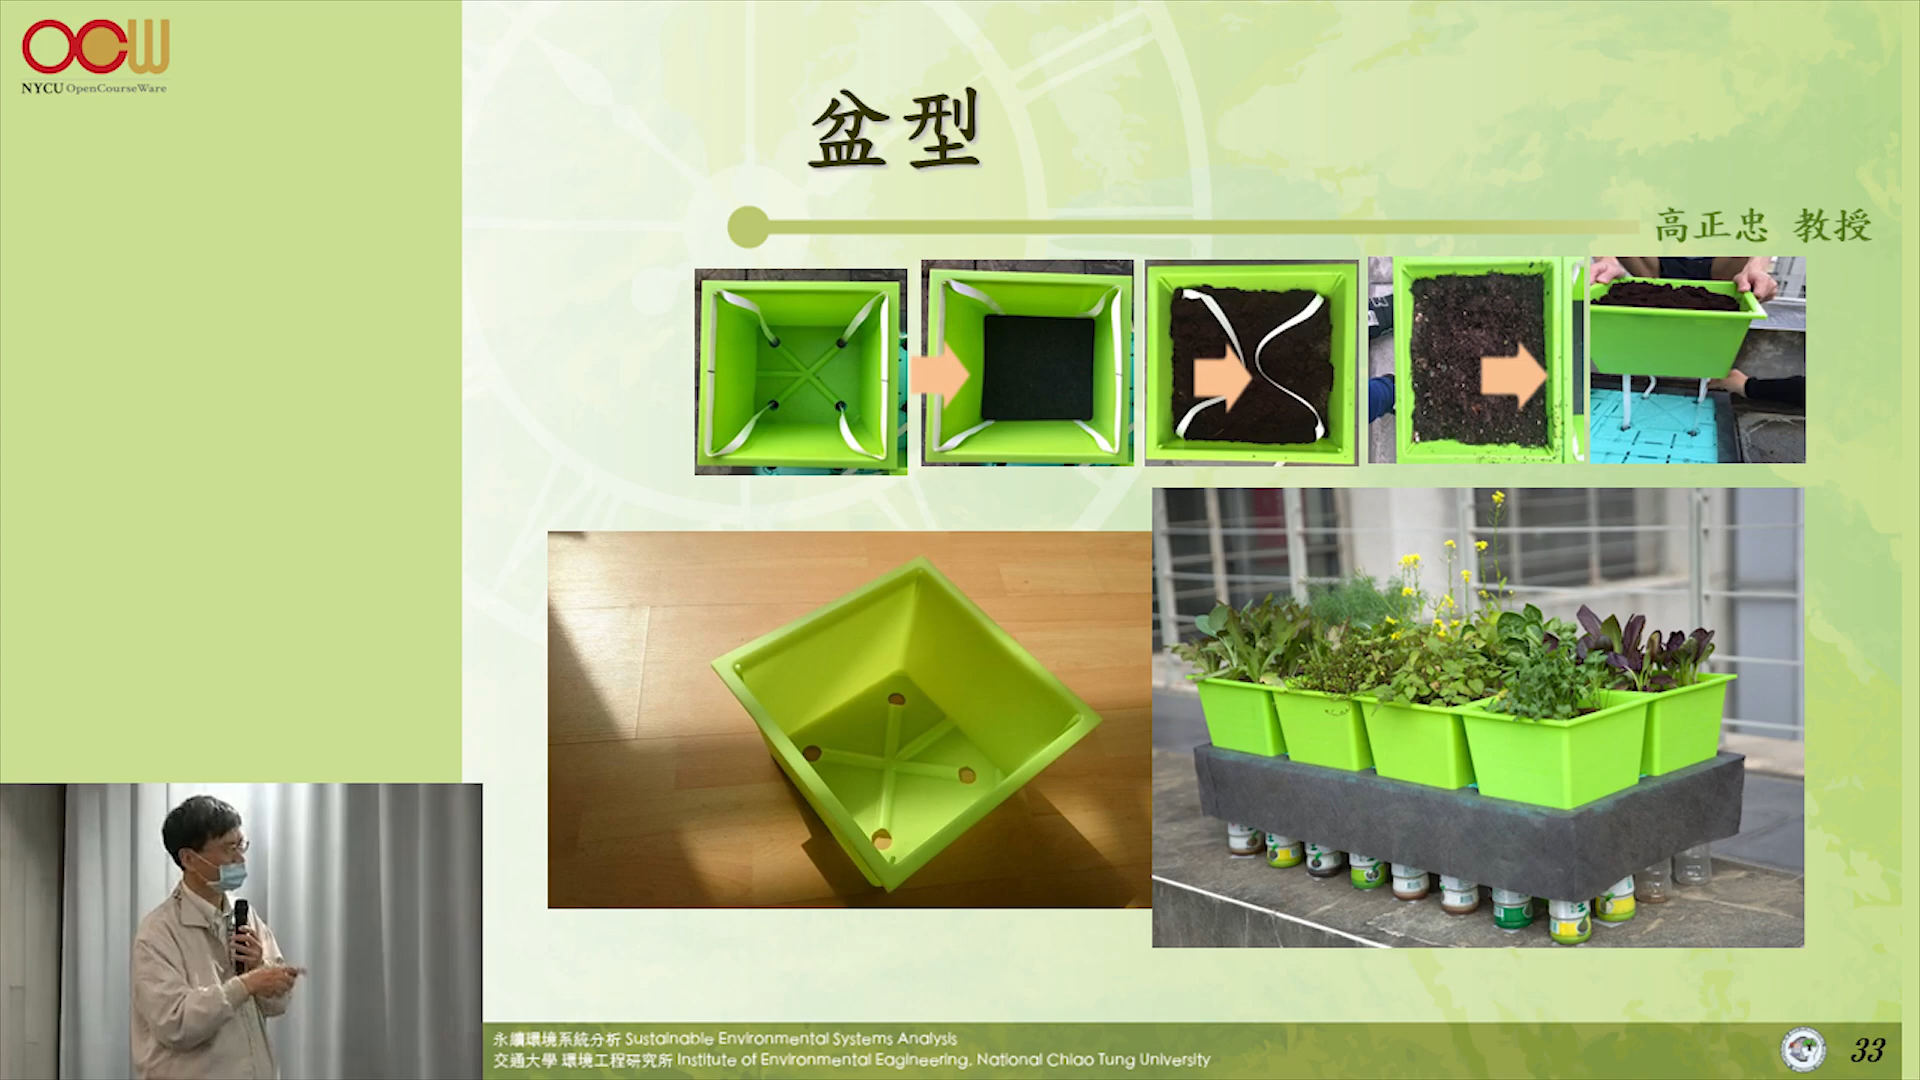 OCW
NYCU OpenCourseWare
盆型
高正忠 教授
永續環境系統分析 Sustainable Environmental Systems Analysis
交通大學 環境工程研究所 Institute of Environmental Eagineering, National Chiao Tung University
33